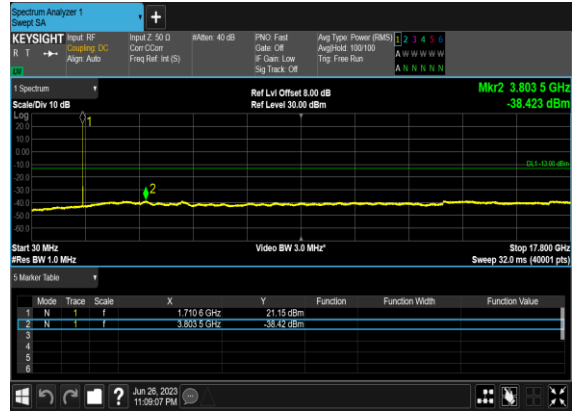 Spectrum Analyzer 1
Swept SA
+
KEYSIGHT
R T
Input: RF
Coupling: DC
Align: Auto
Input Z: 50 Ω
Corr CCorr
Freq Ref: Int (S)
#Atten: 40 dB
PNO: Fast
Gate: Off
IF Gain: Low
Sig Track: Off
Avg Type: Power (RMS)
Avg|Hold: 100/100
Trig: Free Run
1 2 3 4 5 6
A W W W W W
A N N N N N
1 Spectrum
Scale/Div 10 dB
Ref Lvl Offset 8.00 dB
Ref Level 30.00 dBm
Mkr2 3.803 5 GHz
-38.423 dBm
Log
20.0
10.0
0.00
-10.0
-20.0
-30.0
-40.0
-50.0
-60.0
1
2
DL1 -13.00 dBm
Start 30 MHz
#Res BW 1.0 MHz
Video BW 3.0 MHz*
Stop 17.800 GHz
Sweep 32.0 ms (40001 pts)
5 Marker Table
Mode Trace Scale X Y Function Function Width Function Value
1 N 1 f 1.710 6 GHz 21.15 dBm
2 N 1 f 3.803 5 GHz -38.42 dBm
3
4
5
6
?
Jun 26, 2023
11:09:07 PM